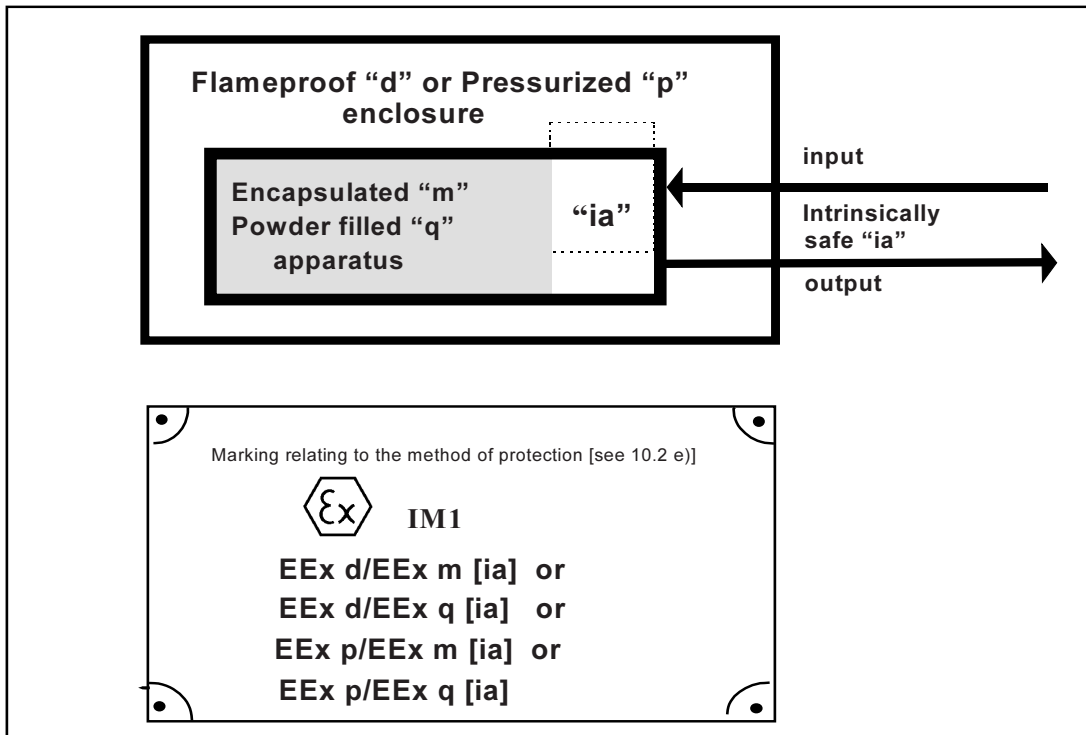 Flameproof “d” or Pressurized “p”
enclosure
Encapsulated “m”
Powder filled “q”
apparatus
“ia”
input
Intrinsically
safe “ia”
output
Marking relating to the method of protection [see 10.2 e)]
Ex IM1
EEx d/EEx m [ia] or
EEx d/EEx q [ia] or
EEx p/EEx m [ia] or
EEx p/EEx q [ia]